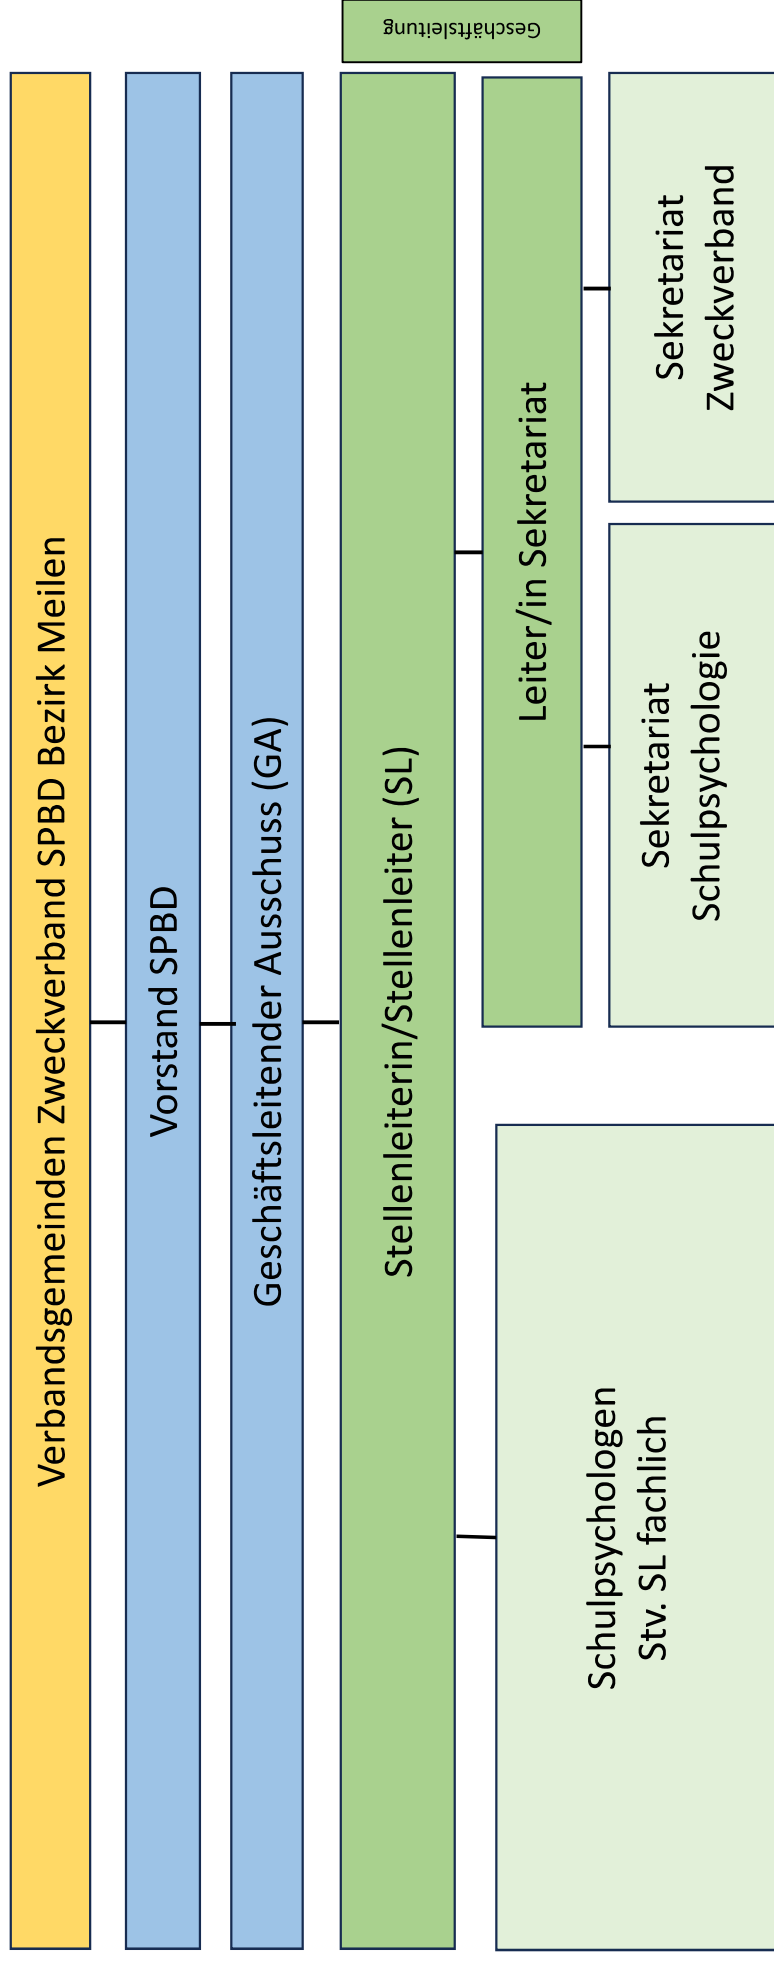 Verbandsgemeinden Zweckverband SPBD Bezirk Meilen
Vorstand SPBD
Geschäftsleitender Ausschuss (GA)
Stellenleiterin/Stellenleiter (SL)
Geschäftsleitung
Leiter/in Sekretariat
Schulpsychologen
Stv. SL fachlich
Sekretariat
Schulpsychologie
Sekretariat
Zweckverband